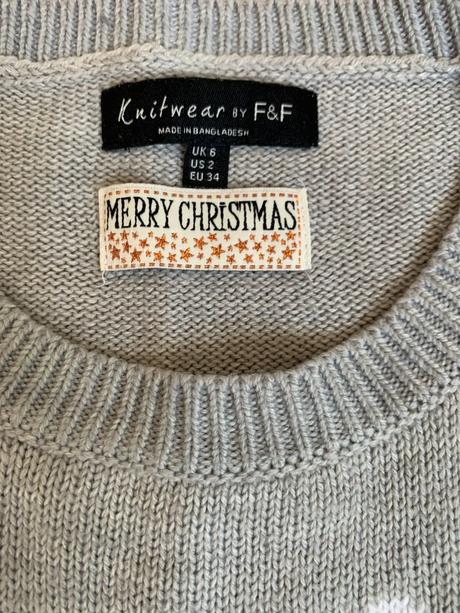 Knitwear BY F&F
MADE IN BANGLADESH
UK 6
US 2
EU 34
MERRY CHRISTMAS